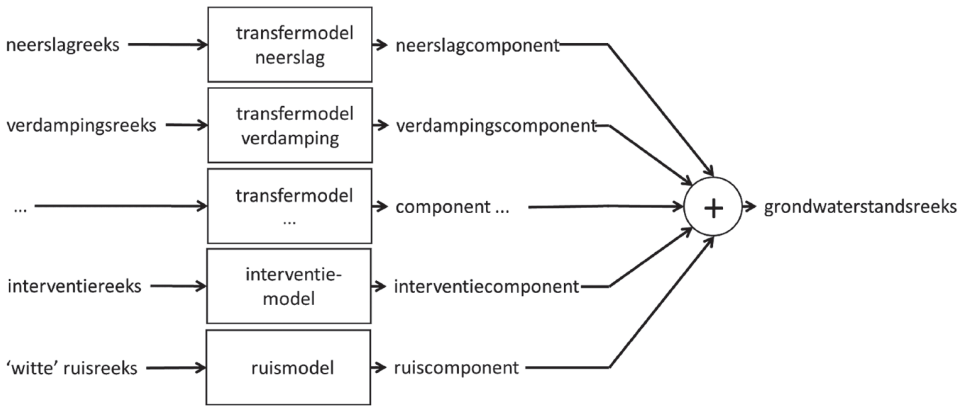 neerslagreeks
transfermodel
neerslag
neerslagcomponent
verdampingsreeks
transfermodel
verdamping
verdampingscomponent
...
transfermodel
...
component ...
+
grondwaterstandsreeks
interventiereeks
interventie-
model
interventiecomponent
‘witte’ ruisreeks
ruismodel
ruiscomponent